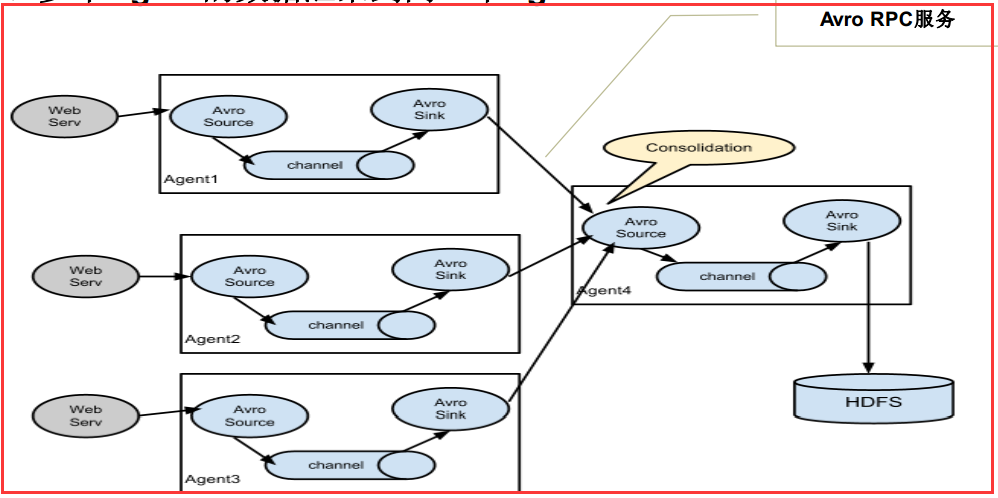 Avro RPC服务
Web
Serv
Avro
Source
channel
Avro
Sink
Agent1
Consolidation
Web
Serv
Avro
Source
channel
Avro
Sink
Agent2
Avro
Source
channel
Avro
Sink
Agent4
HDFS
Web
Serv
Avro
Source
channel
Avro
Sink
Agent3